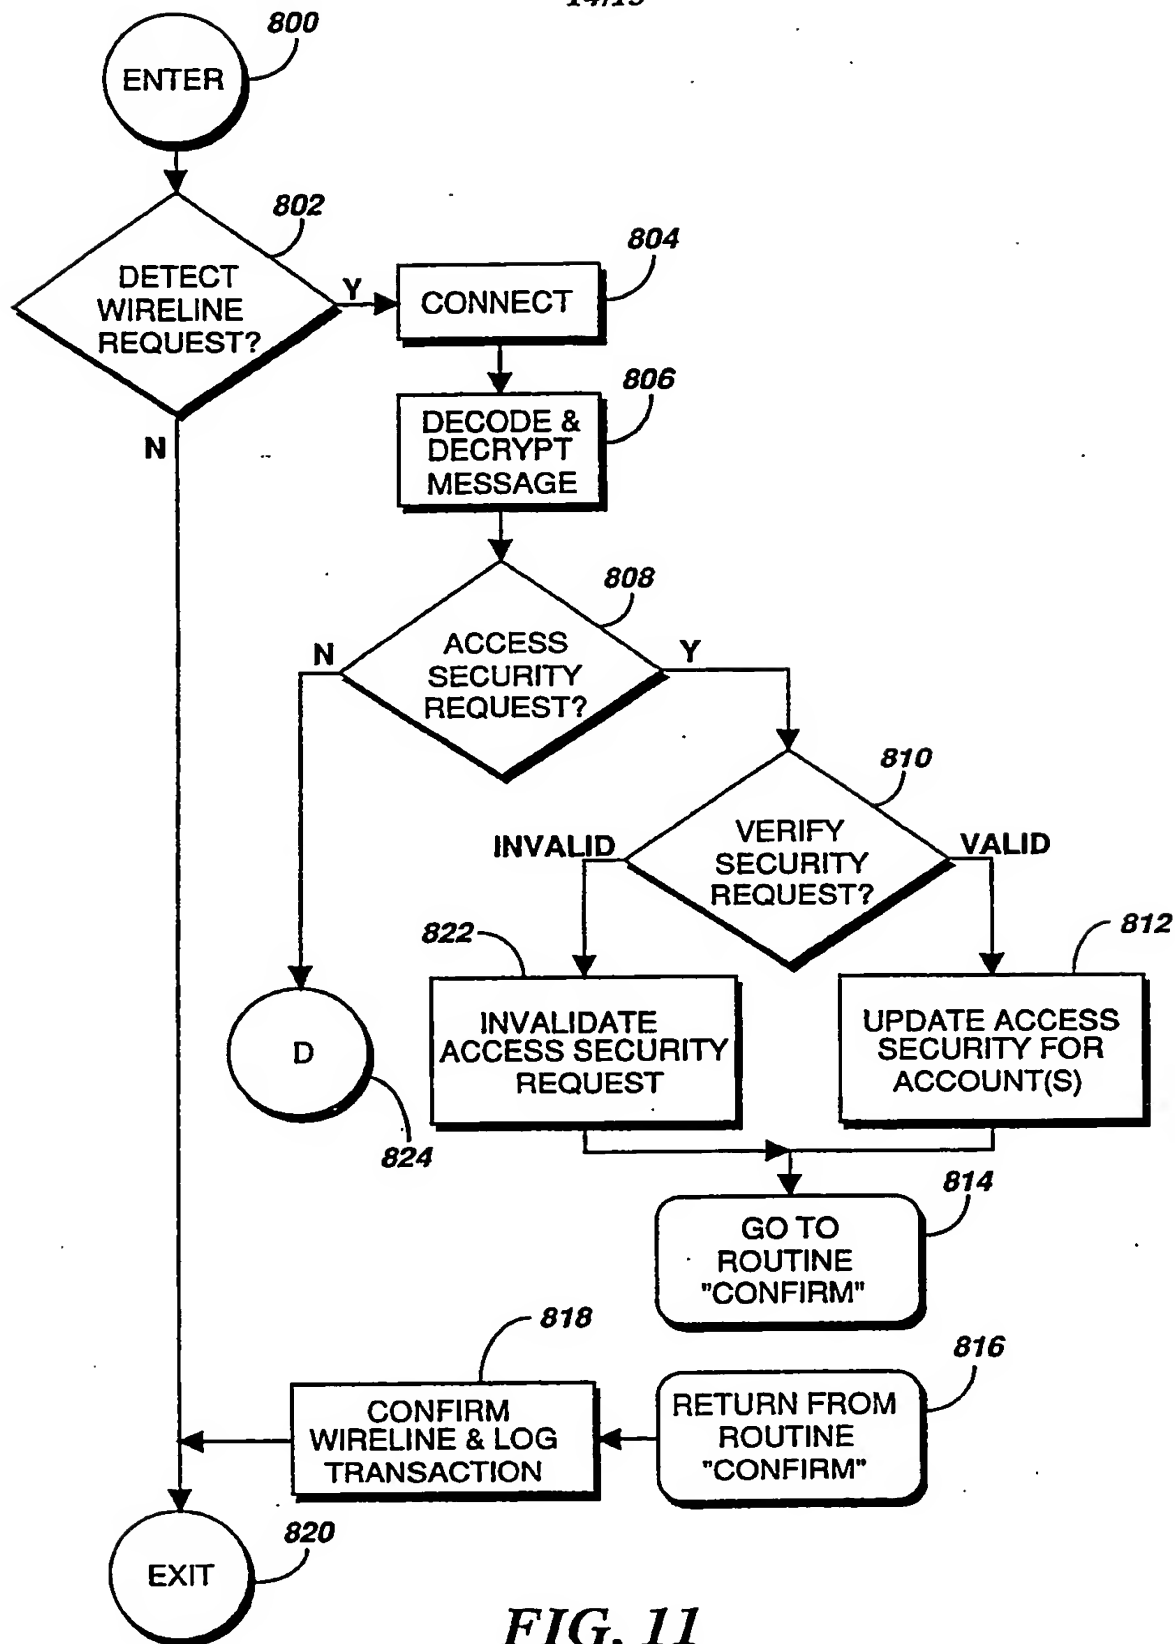 14/15
800
ENTER
802
DETECT
WIRELINE
REQUEST?
Y
N
804
CONNECT
806
DECODE &
DECRYPT
MESSAGE
808
ACCESS
SECURITY
REQUEST?
N
Y
810
VERIFY
SECURITY
REQUEST?
INVALID
VALID
822
INVALIDATE
ACCESS SECURITY
REQUEST
812
UPDATE ACCESS
SECURITY FOR
ACCOUNT(S)
D
824
814
GO TO
ROUTINE
"CONFIRM"
818
CONFIRM
WIRELINE & LOG
TRANSACTION
816
RETURN FROM
ROUTINE
"CONFIRM"
820
EXIT
FIG. 11